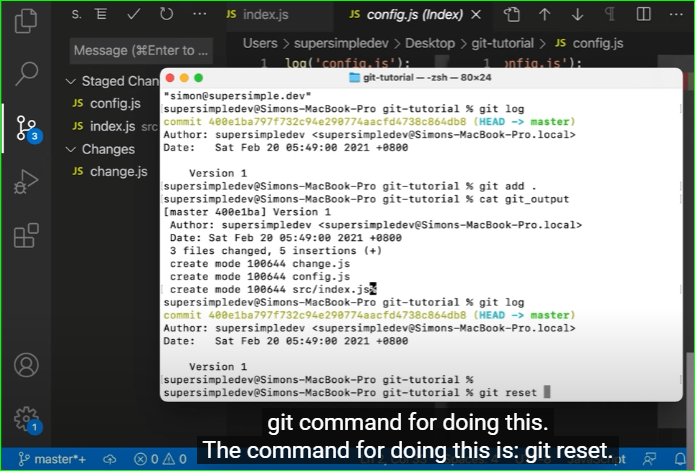 S.
JS index.js
JS config.js (Index)
Message (⌘Enter to ...
Users > supersimpledev > Desktop > git-tutorial > JS config.js
Staged Chan
JS config.js
JS index.js src
Changes
JS change.js
1 log('config.js');
1
onfig.js');
git-tutorial — -zsh — 80×24
"simon@supersimple.dev"
supersimpledev@Simons-MacBook-Pro git-tutorial % git log
commit 400e1ba797f732c94e290774aacfd4738c864db8 (HEAD -> master)
Author: supersimpledev <supersimpledev@Simons-MacBook-Pro.local>
Date: Sat Feb 20 05:49:00 2021 +0800
Version 1
supersimpledev@Simons-MacBook-Pro git-tutorial % git add .
supersimpledev@Simons-MacBook-Pro git-tutorial % cat git_output
[master 400e1ba] Version 1
Author: supersimpledev <supersimpledev@Simons-MacBook-Pro.local>
Date: Sat Feb 20 05:49:00 2021 +0800
3 files changed, 5 insertions (+)
create mode 100644 change.js
create mode 100644 config.js
create mode 100644 src/index.js%
supersimpledev@Simons-MacBook-Pro git-tutorial % git log
commit 400e1ba797f732c94e290774aacfd4738c864db8 (HEAD -> master)
Author: supersimpledev <supersimpledev@Simons-MacBook-Pro.local>
Date: Sat Feb 20 05:49:00 2021 +0800
Version 1
supersimpledev@Simons-MacBook-Pro git-tutorial %
supersimpledev@Simons-MacBook-Pro git-tutorial % git reset
3
1
git command for doing this.
The command for doing this is: git reset.
master*+
0
0